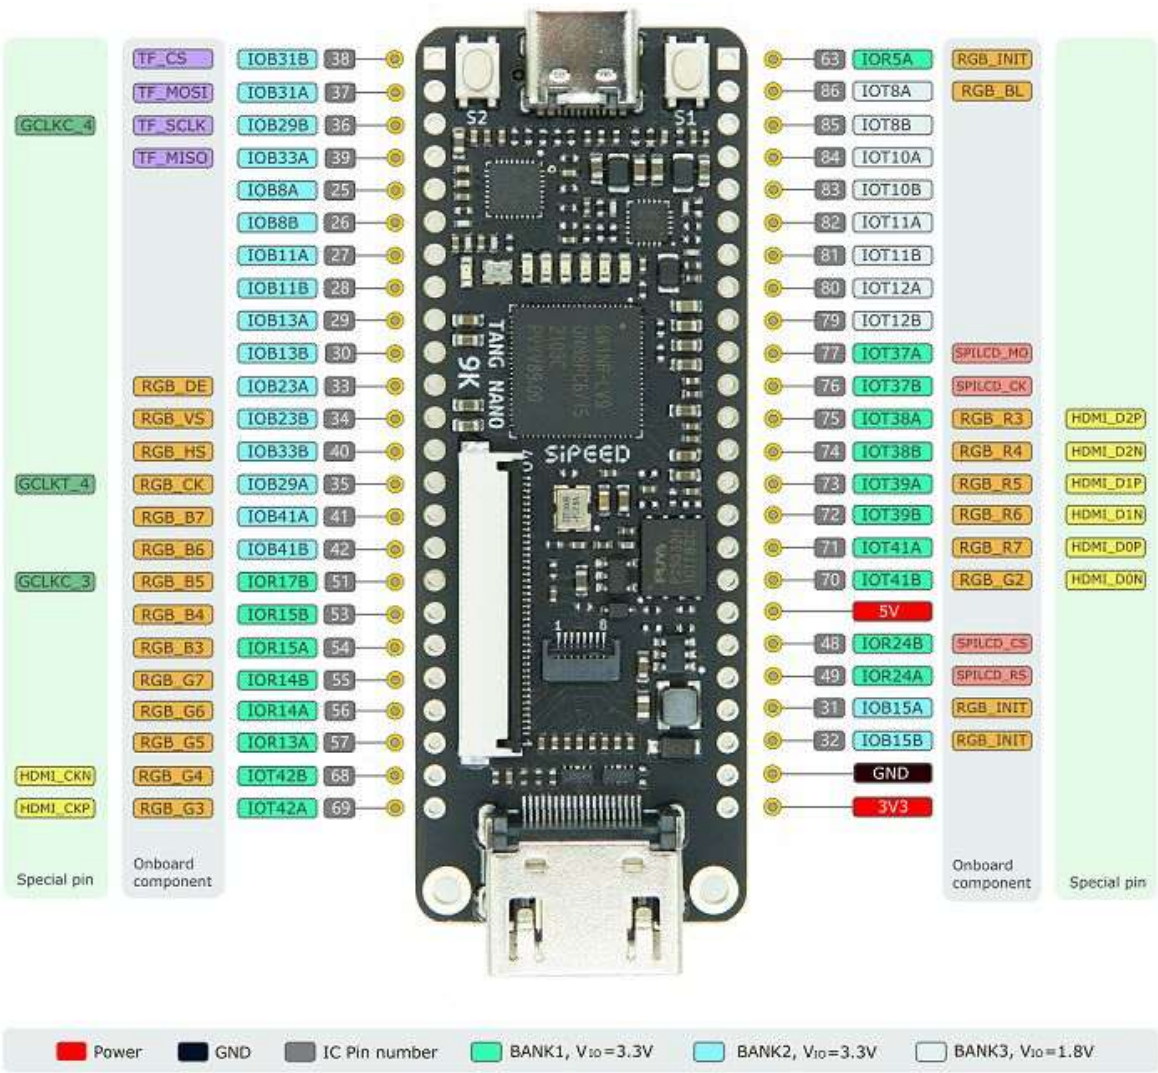 TF_CS IOB31B 38 63 IOR5A RGB_INIT
TF_MOSI IOB31A 37 86 IOT8A RGB_BL
GCLKC_4 TF_SCLK IOB29B 36 85 IOT8B
TF_MISO IOB33A 39 84 IOT10A
IOB8A 25 83 IOT10B
IOB8B 26 82 IOT11A
IOB11A 27 81 IOT11B
IOB11B 28 80 IOT12A
IOB13A 29 79 IOT12B
IOB13B 30 77 IOT37A SPILCD_MO
RGB_DE IOB23A 33 76 IOT37B SPILCD_CK
RGB_VS IOB23B 34 75 IOT38A RGB_R3 HDMI_D2P
RGB_HS IOB33B 40 74 IOT38B RGB_R4 HDMI_D2N
GCLKT_4 RGB_CK IOB29A 35 73 IOT39A RGB_R5 HDMI_D1P
RGB_B7 IOB41A 41 72 IOT39B RGB_R6 HDMI_D1N
RGB_B6 IOB41B 42 71 IOT41A RGB_R7 HDMI_D0P
GCLKC_3 RGB_B5 IOR17B 51 70 IOT41B RGB_G2 HDMI_D0N
RGB_B4 IOR15B 53 5V
RGB_B3 IOR15A 54 48 IOR24B SPILCD_CS
RGB_G7 IOR14B 55 49 IOR24A SPILCD_RS
RGB_G6 IOR14A 56 31 IOB15A RGB_INIT
RGB_G5 IOR13A 57 32 IOB15B RGB_INIT
HDMI_CKN RGB_G4 IOT42B 68 GND
HDMI_CKP RGB_G3 IOT42A 69 3V3
S2 S1
TANG NANO
9K
SiPEED
40
1 8
Special pin
Onboard
component
Onboard
component
Special pin
Power GND IC Pin number BANK1, VIO=3.3V BANK2, VIO=3.3V BANK3, VIO=1.8V